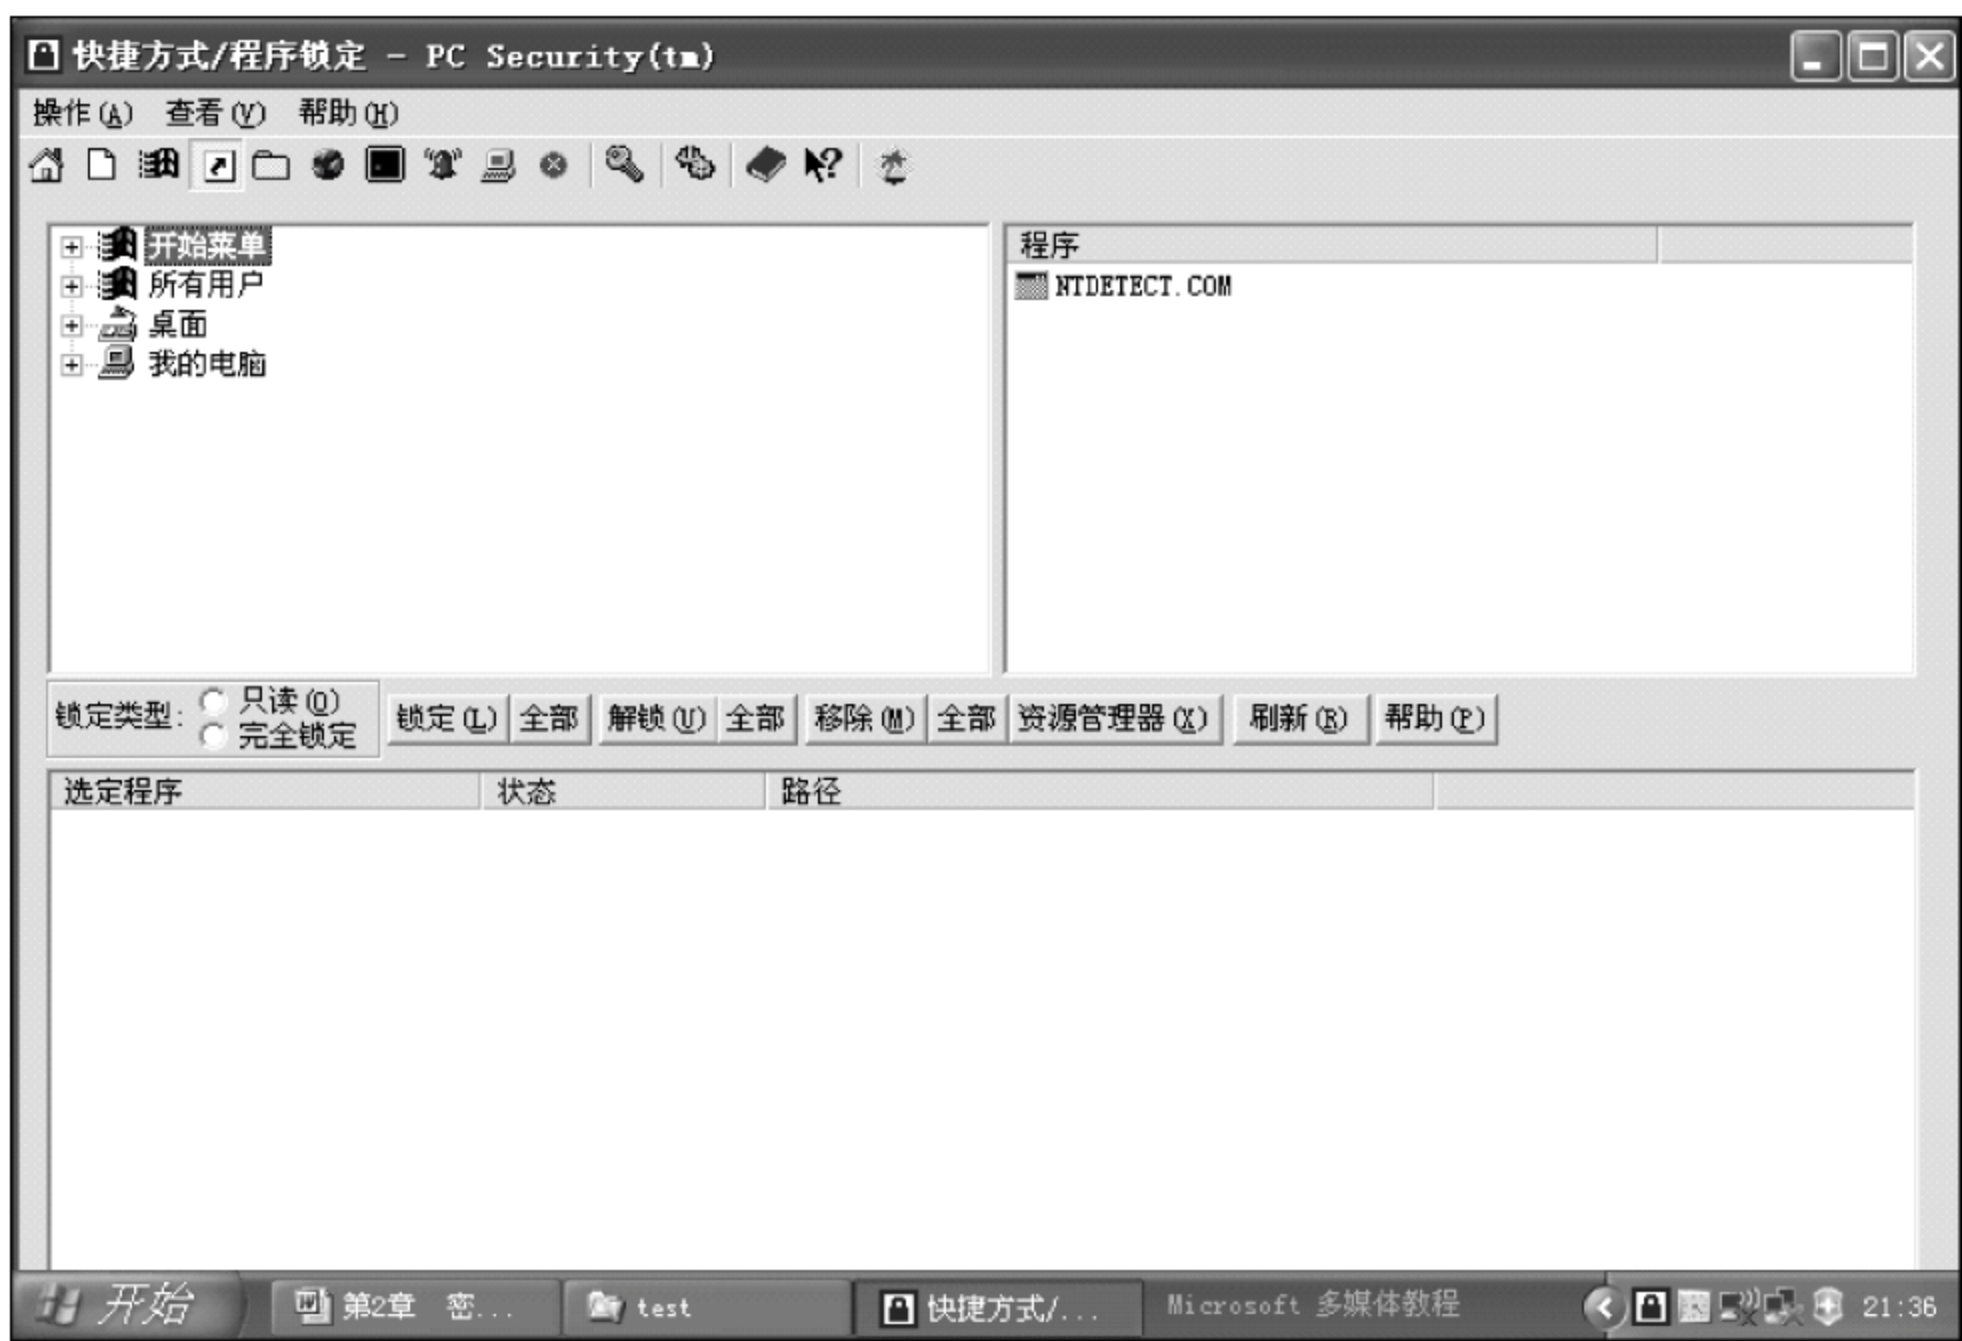 快捷方式/程序锁定 - PC Security(tm)
操作(A) 查看(V) 帮助(H)
开始菜单
所有用户
桌面
我的电脑
程序
NTDETECT.COM
锁定类型: 只读(O)
完全锁定
锁定(L) 全部 解锁(U) 全部 移除(M) 全部 资源管理器(X) 刷新(R) 帮助(P)
选定程序 状态 路径
开始 第2章 密... test 快捷方式/... Microsoft 多媒体教程 21:36